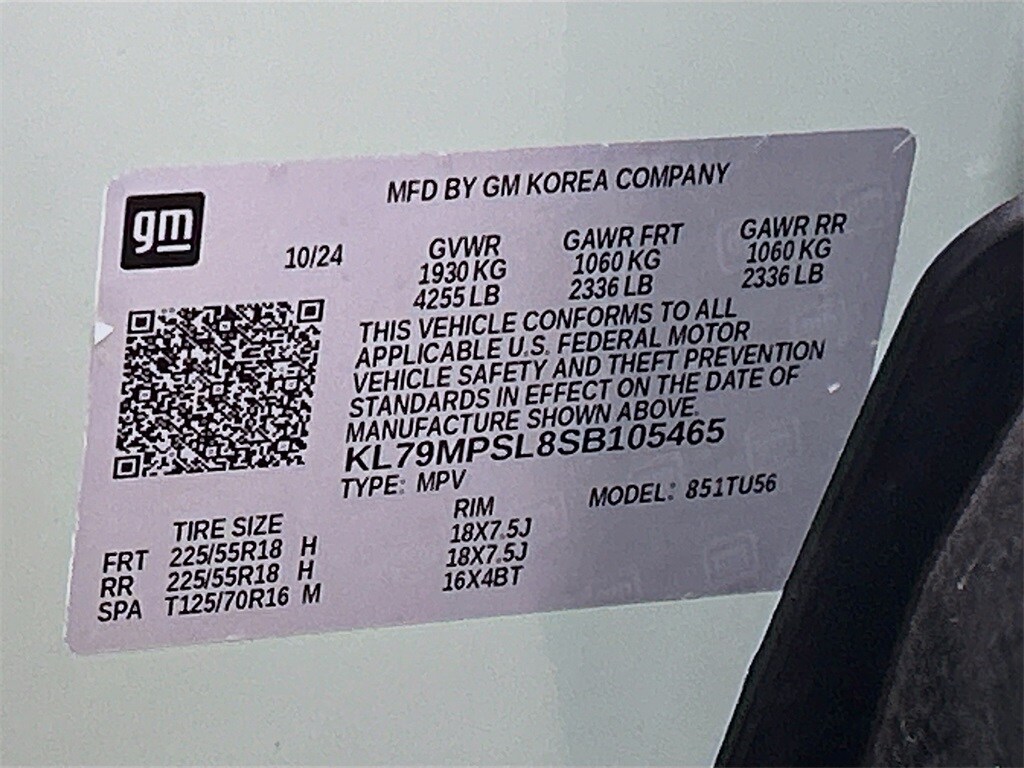 gm
MFD BY GM KOREA COMPANY
10/24
GVWR
1930 KG
4255 LB
GAWR FRT
1060 KG
2336 LB
GAWR RR
1060 KG
2336 LB
THIS VEHICLE CONFORMS TO ALL
APPLICABLE U.S. FEDERAL MOTOR
VEHICLE SAFETY AND THEFT PREVENTION
STANDARDS IN EFFECT ON THE DATE OF
MANUFACTURE SHOWN ABOVE.
KL79MPSL8SB105465
TYPE: MPV
MODEL: 851TU56
TIRE SIZE RIM
FRT 225/55R18 H 18X7.5J
RR 225/55R18 H 18X7.5J
SPA T125/70R16 M 16X4BT